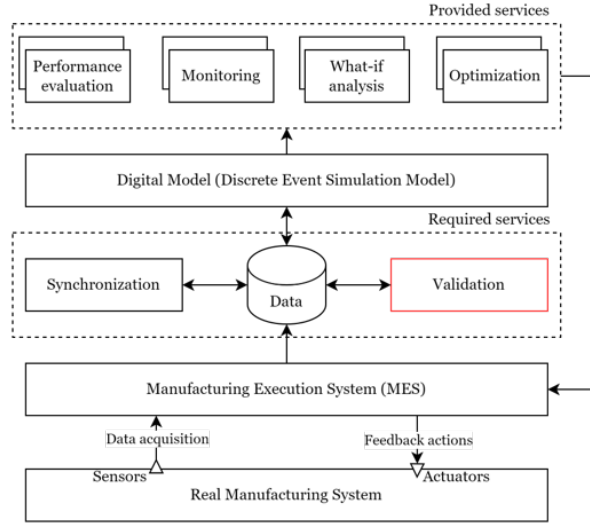 Provided services
Performance
evaluation
Monitoring
What-if
analysis
Optimization
Digital Model (Discrete Event Simulation Model)
Required services
Synchronization
Data
Validation
Manufacturing Execution System (MES)
Data acquisition
Feedback actions
Sensors
Actuators
Real Manufacturing System